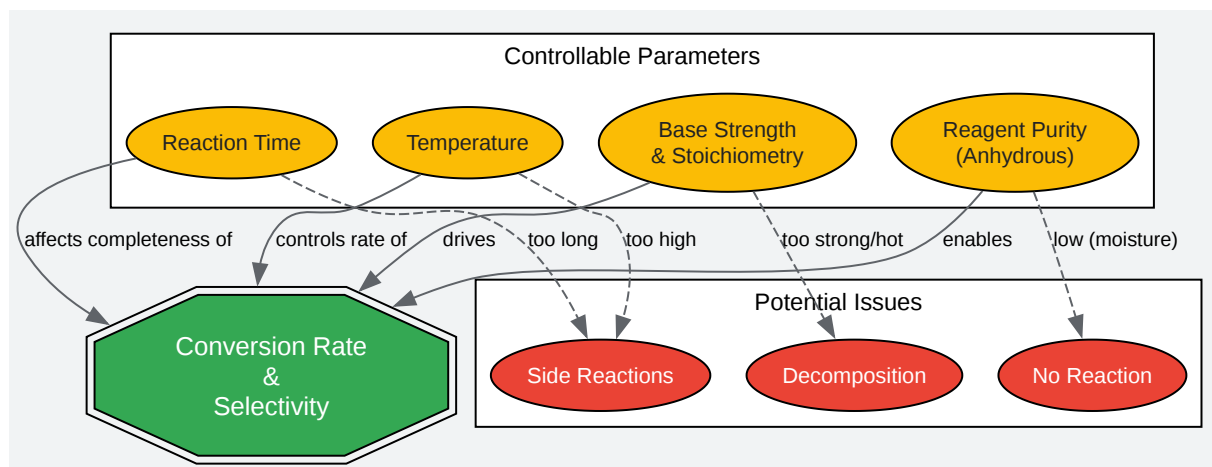 Controllable Parameters
Reaction Time
Temperature
Base Strength
& Stoichiometry
Reagent Purity
(Anhydrous)
affects completeness of
controls rate of
drives
too long
too high
too strong/hot
enables
low (moisture)
Potential Issues
Conversion Rate
&
Selectivity
Side Reactions
Decomposition
No Reaction